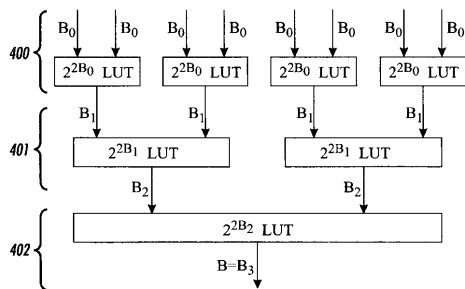 B₀ B₀ B₀ B₀ B₀ B₀ B₀ B₀
400
2^2B₀ LUT 2^2B₀ LUT 2^2B₀ LUT 2^2B₀ LUT
B₁ B₁ B₁ B₁
401
2^2B₁ LUT 2^2B₁ LUT
B₂ B₂
402
2^2B₂ LUT
B=B₃